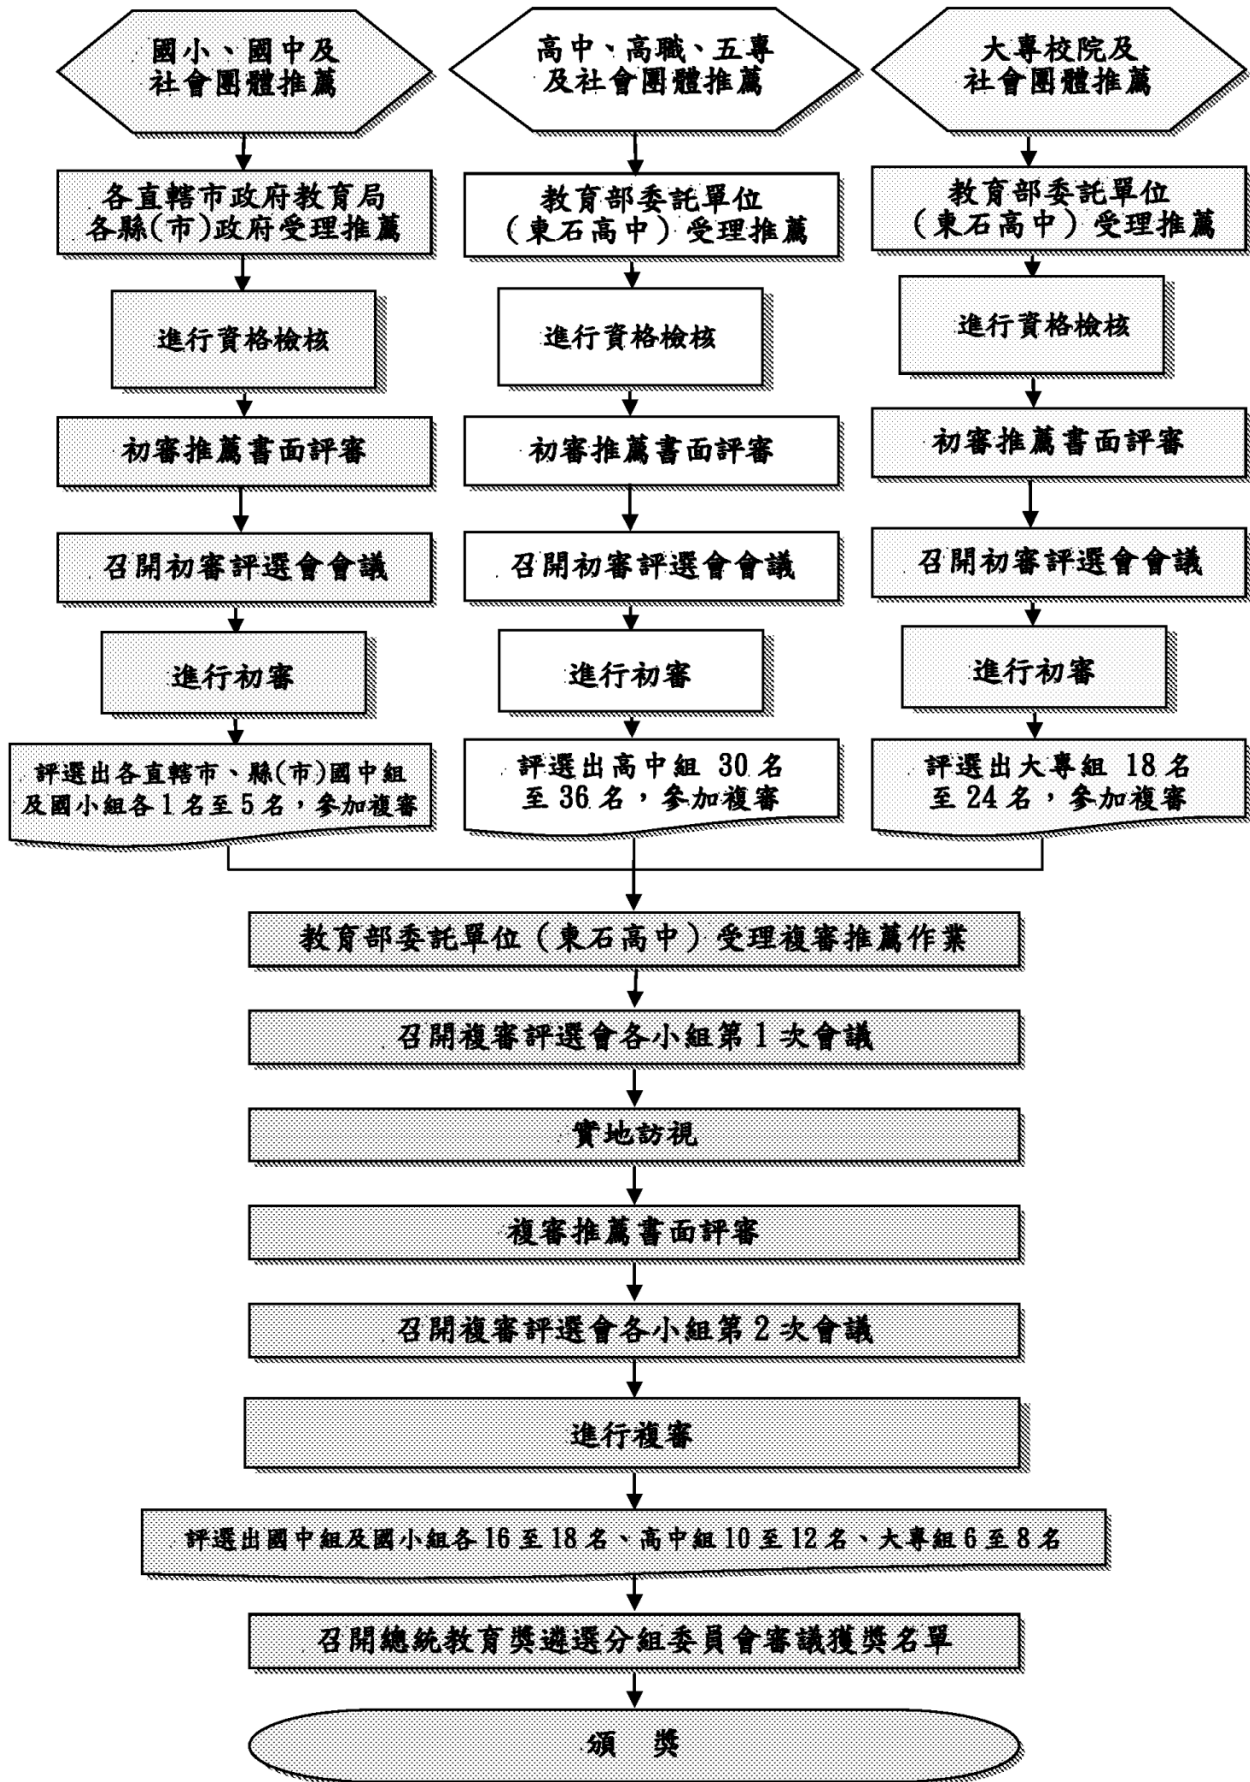 國小、國中及
社會團體推薦
各直轄市政府教育局
各縣(市)政府受理推薦
進行資格檢核
初審推薦書面評審
召開初審評選會會議
進行初審
評選出各直轄市、縣(市)國中組
及國小組各1名至5名，參加複審
高中、高職、五專
及社會團體推薦
教育部委託單位
（東石高中）受理推薦
進行資格檢核
初審推薦書面評審
召開初審評選會會議
進行初審
評選出高中組 30名
至36名，參加複審
大專校院及
社會團體推薦
教育部委託單位
（東石高中）受理推薦
進行資格檢核
初審推薦書面評審
召開初審評選會會議
進行初審
評選出大專組 18名
至24名，參加複審
教育部委託單位（東石高中）受理複審推薦作業
召開複審評選會各小組第1次會議
實地訪視
複審推薦書面評審
召開複審評選會各小組第2次會議
進行複審
評選出國中組及國小組各16至18名、高中組10至12名、大專組6至8名
召開總統教育獎遴選分組委員會審議獲獎名單
頒 獎